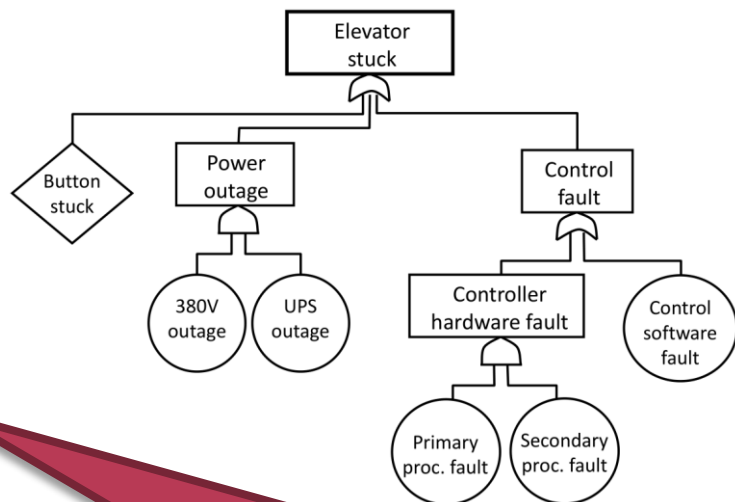 Elevator
stuck
Button
stuck
Power
outage
Control
fault
380V
outage
UPS
outage
Controller
hardware fault
Control
software
fault
Primary
proc. fault
Secondary
proc. fault